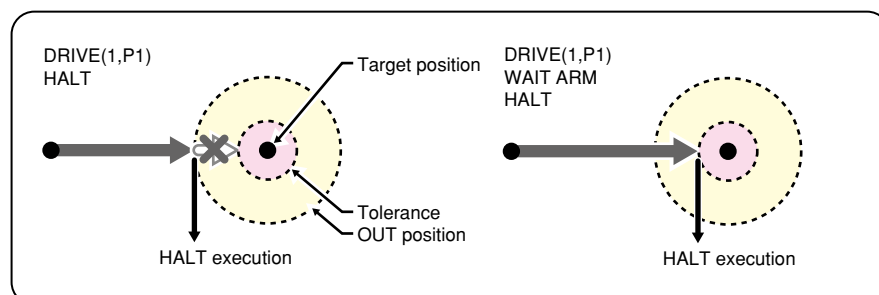 DRIVE(1,P1)
HALT
Target position
Tolerance
OUT position
HALT execution
DRIVE(1,P1)
WAIT ARM
HALT
HALT execution